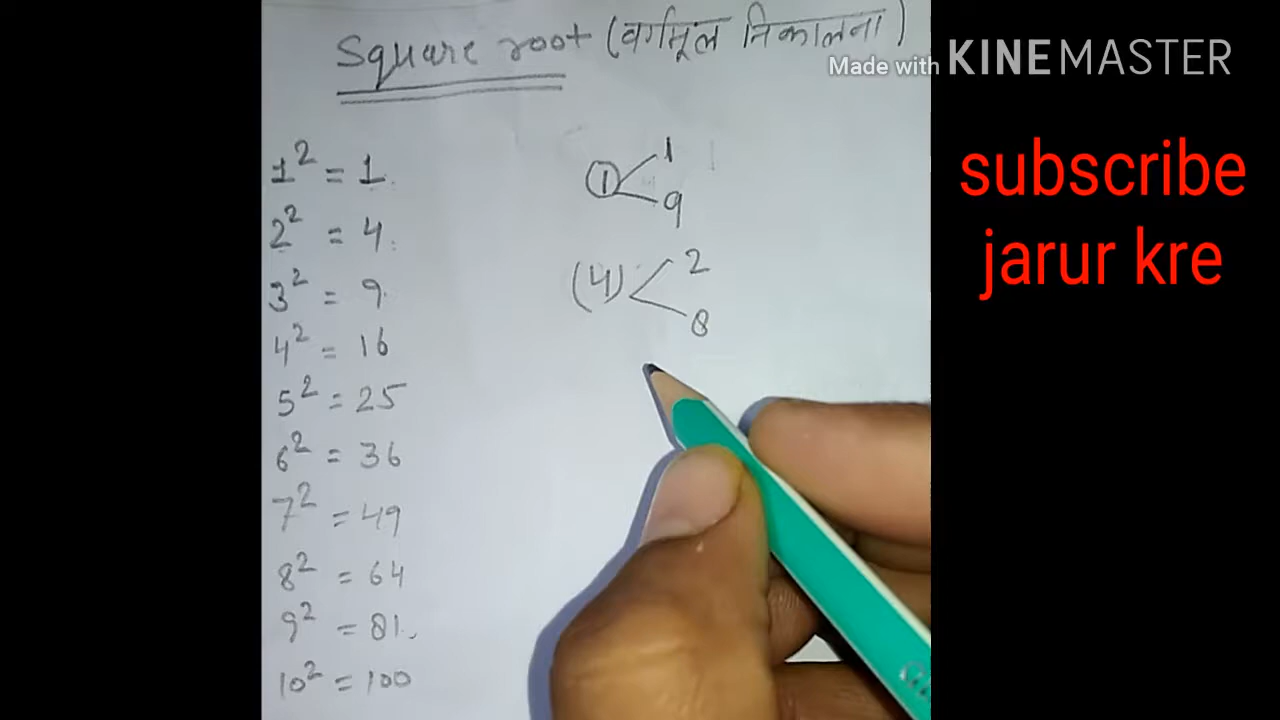 Square root (वर्गमूल निकालना)
Made with KINEMASTER
subscribe
jarur kre
1² = 1
2² = 4
3² = 9
4² = 16
5² = 25
6² = 36
7² = 49
8² = 64
9² = 81
10² = 100
1
1
9
(4)
2
8